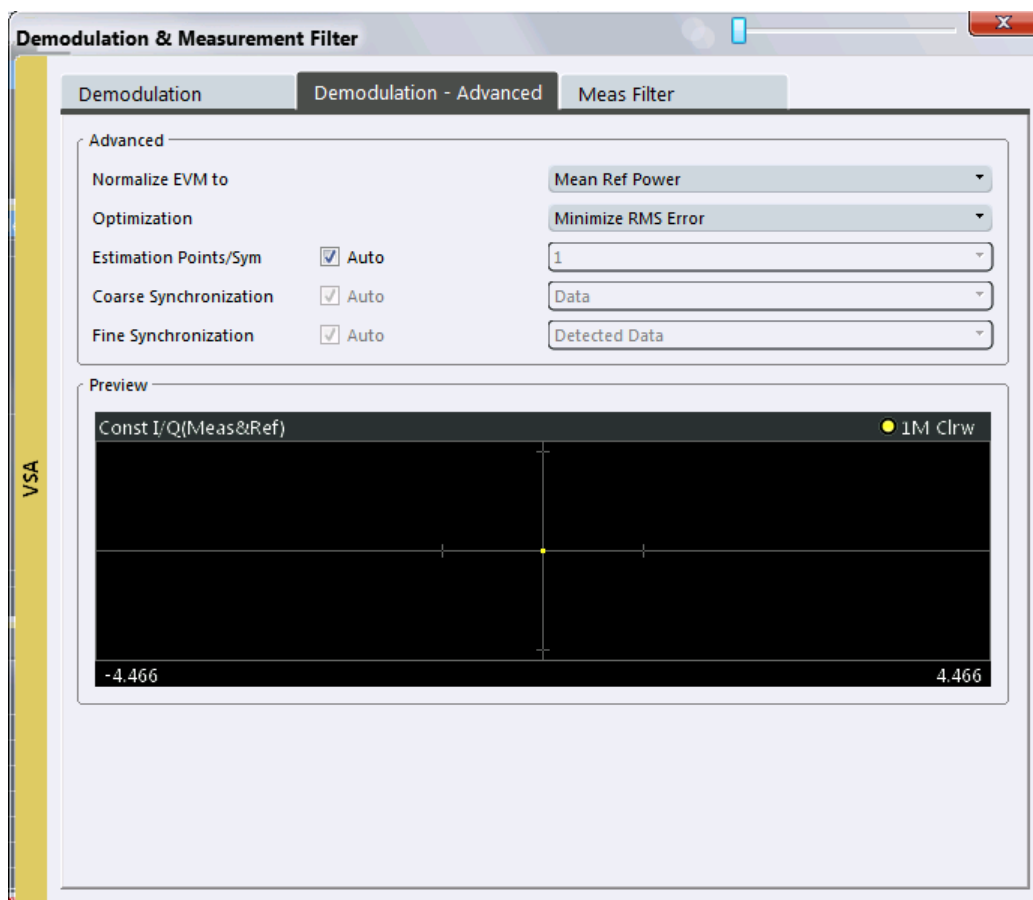 Demodulation & Measurement Filter
x
VSA
Demodulation
Demodulation - Advanced
Meas Filter
Advanced
Normalize EVM to Mean Ref Power
Optimization Minimize RMS Error
Estimation Points/Sym Auto 1
Coarse Synchronization Auto Data
Fine Synchronization Auto Detected Data
Preview
Const I/Q(Meas&Ref) 1M Clrw
-4.466 4.466